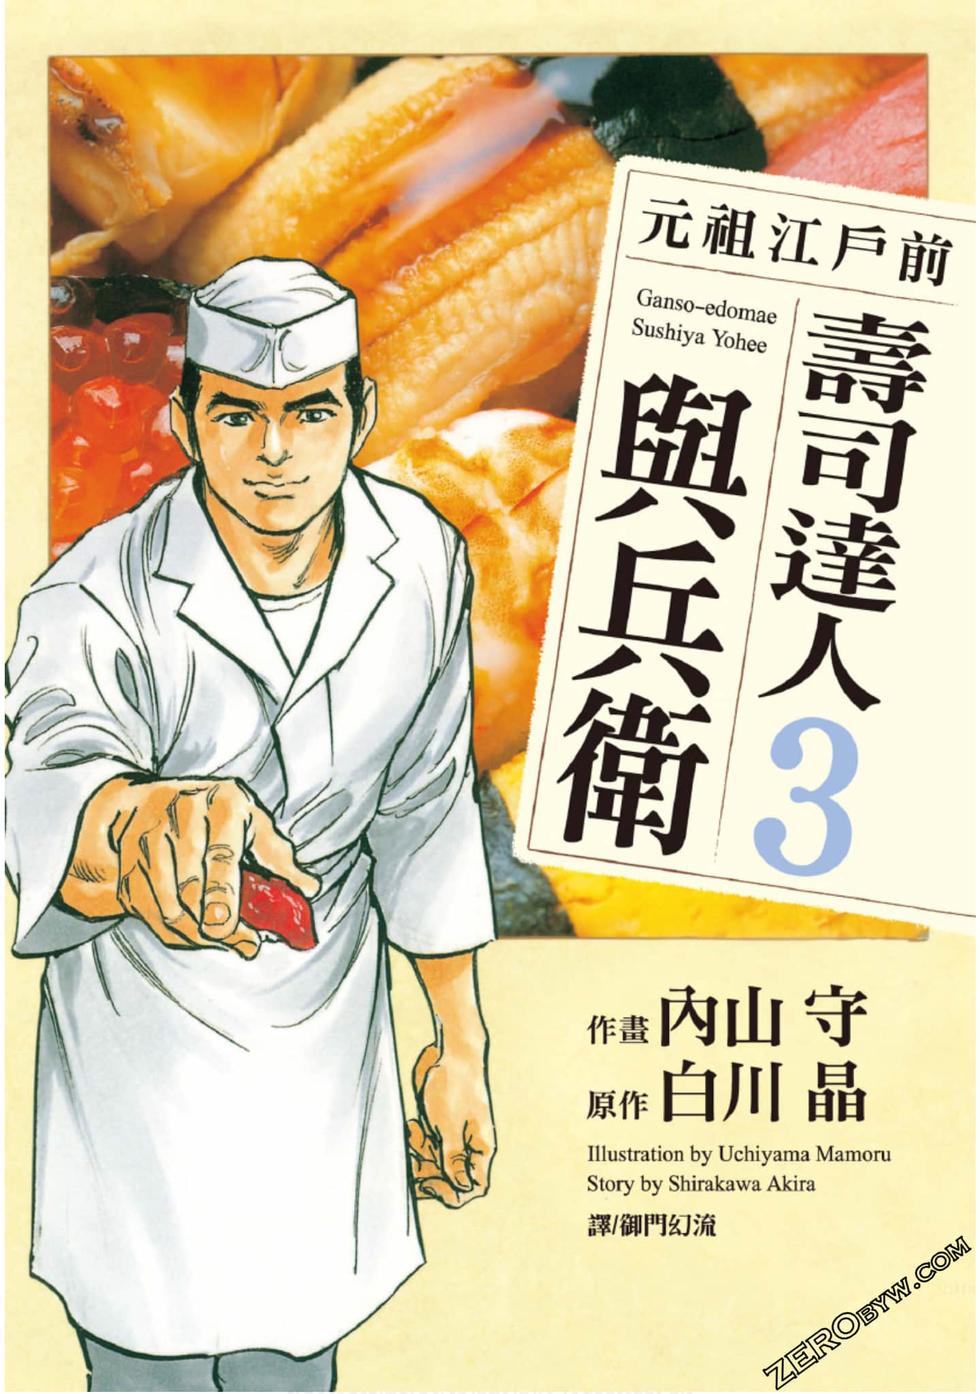 元祖江戶前
壽司達人3
Ganso-edomae
Sushiya Yohee
與兵衛
作畫 內山 守
原作 白川 晶
Illustration by Uchiyama Mamoru
Story by Shirakawa Akira
譯/御門幻流
ZEROBYW.COM